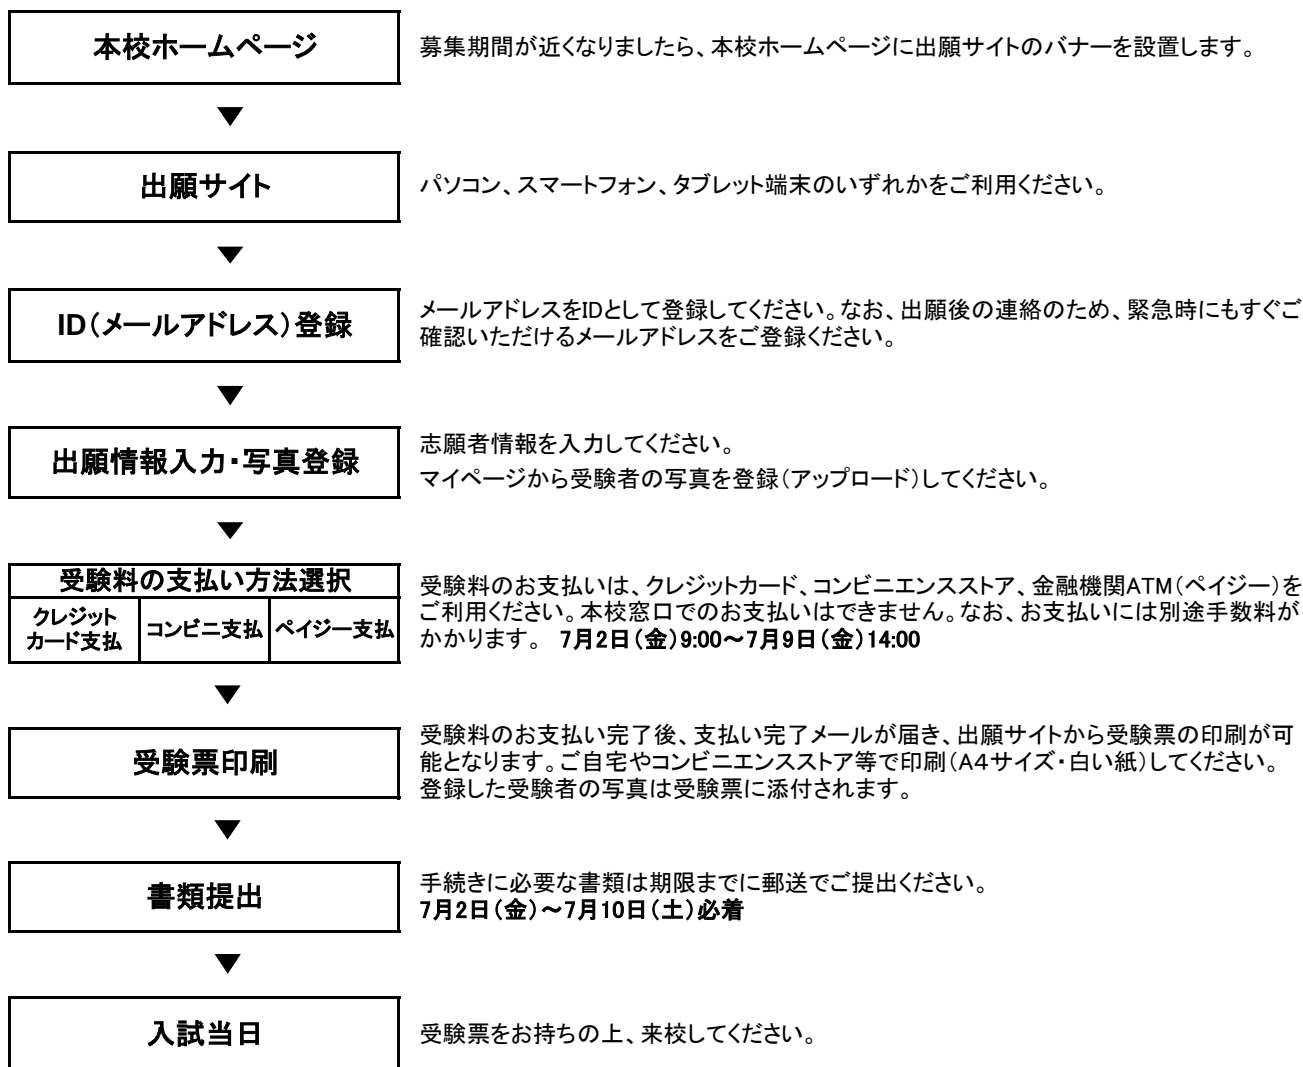 本校ホームページ
募集期間が近くなりましたら、本校ホームページに出願サイトのバナーを設置します。
▼
出願サイト
パソコン、スマートフォン、タブレット端末のいずれかをご利用ください。
▼
ID（メールアドレス）登録
メールアドレスをIDとして登録してください。なお、出願後の連絡のため、緊急時にもすぐご
確認いただけるメールアドレスをご登録ください。
▼
出願情報入力・写真登録
志願者情報を入力してください。
マイページから受験者の写真を登録（アップロード）してください。
▼
受験料の支払い方法選択
クレジット
カード支払
コンビニ支払
ペイジー支払
受験料のお支払いは、クレジットカード、コンビニエンスストア、金融機関ATM（ペイジー）を
ご利用ください。本校窓口でのお支払いはできません。なお、お支払いには別途手数料が
かかります。 7月2日（金）9:00～7月9日（金）14:00
▼
受験票印刷
受験料のお支払い完了後、支払い完了メールが届き、出願サイトから受験票の印刷が可
能となります。ご自宅やコンビニエンスストア等で印刷（A4サイズ・白い紙）してください。
登録した受験者の写真は受験票に添付されます。
▼
書類提出
手続きに必要な書類は期限までに郵送でご提出ください。
7月2日（金）～7月10日（土）必着
▼
入試当日
受験票をお持ちの上、来校してください。